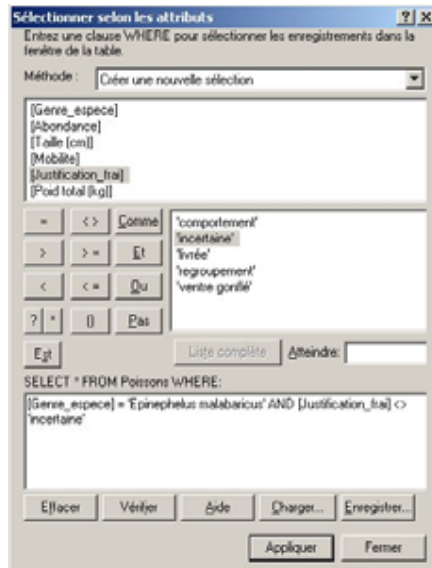 Sélectionner selon les attributs
Entrez une clause WHERE pour sélectionner les enregistrements dans la
fenêtre de la table.
Méthode : Créer une nouvelle sélection
[Genre_espece]
[Abondance]
[Taille (cm)]
[Mobilite]
[Justification_frai]
[Poid total (kg)]
= <> Comme
> > = Et
< < = Ou
? * () Pas
Est
'comportement'
'incertaine'
'livrée'
'regroupement'
'ventre gonflé'
Liste complète Atteindre:
SELECT * FROM Poissons WHERE:
[Genre_espece] = 'Epinephelus malabaricus' AND [Justification_frai] <>
'incertaine'
Effacer Vérifier Aide Charger... Enregistrer...
Appliquer Fermer